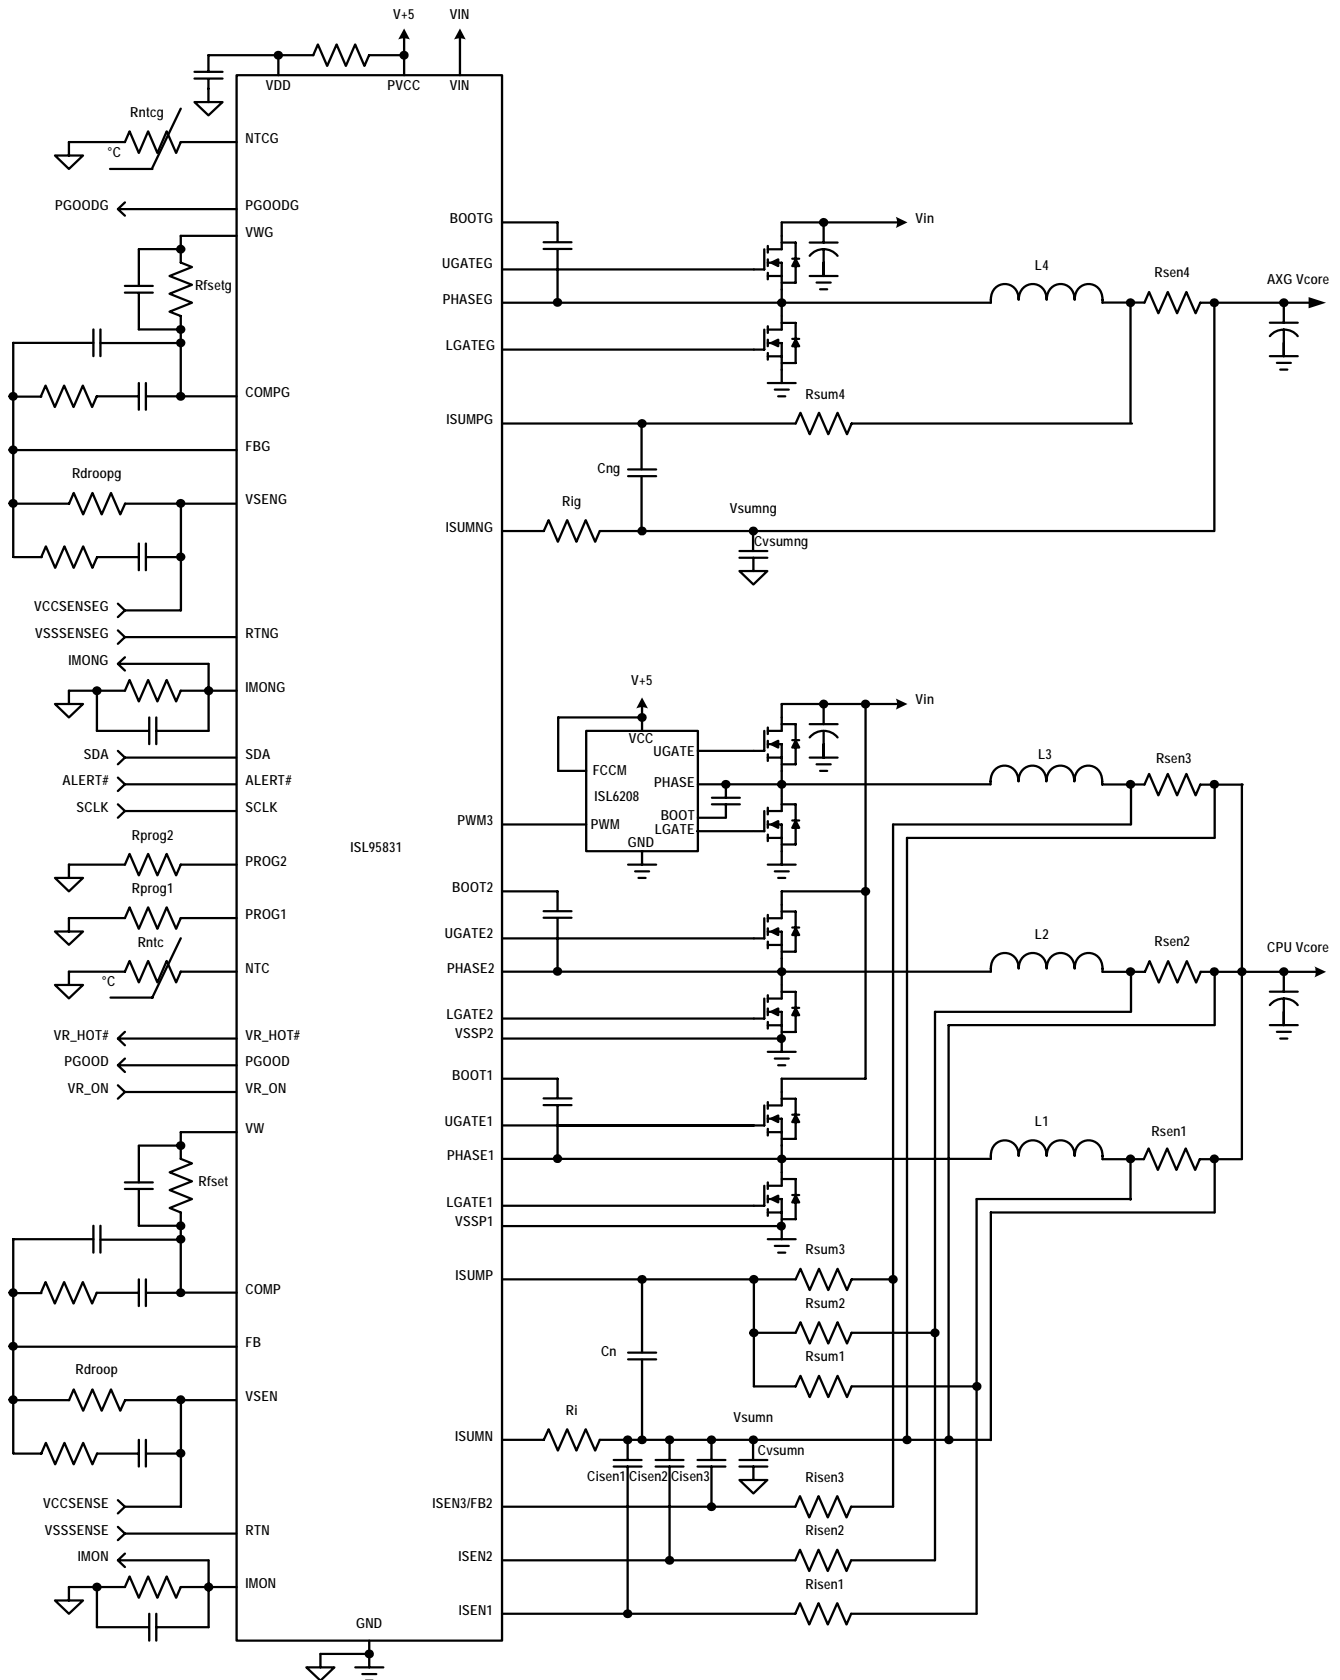 V+5
VIN
VDD
PVCC
VIN
Rntcg
°C
NTCG
PGOODG
PGOODG
VWG
Rfsetg
COMPG
FBG
Rdroopg
VSENG
VCCSENSEG
VSSSENSEG
RTNG
IMONG
IMONG
SDA
SDA
ALERT#
ALERT#
SCLK
SCLK
Rprog2
PROG2
Rprog1
PROG1
Rntc
°C
NTC
VR_HOT#
VR_HOT#
PGOOD
PGOOD
VR_ON
VR_ON
VW
Rfset
COMP
FB
Rdroop
VSEN
VCCSENSE
VSSSENSE
RTN
IMON
IMON
GND
ISL95831
BOOTG
Vin
UGATEG
PHASEG
L4
Rsen4
AXG Vcore
LGATEG
Rsum4
ISUMPG
Cng
Rig
Vsumng
ISUMNG
Cvsumng
V+5
Vin
VCC
UGATE
FCCM
PHASE
ISL6208
BOOT
LGATE
PWM
GND
PWM3
L3
Rsen3
BOOT2
UGATE2
PHASE2
L2
Rsen2
CPU Vcore
LGATE2
VSSP2
BOOT1
UGATE1
PHASE1
L1
Rsen1
LGATE1
VSSP1
Rsum3
ISUMP
Rsum2
Cn
Rsum1
Ri
Vsumn
ISUMN
Cvsumn
Cisen1
Cisen2
Cisen3
Risen3
ISEN3/FB2
Risen2
ISEN2
Risen1
ISEN1